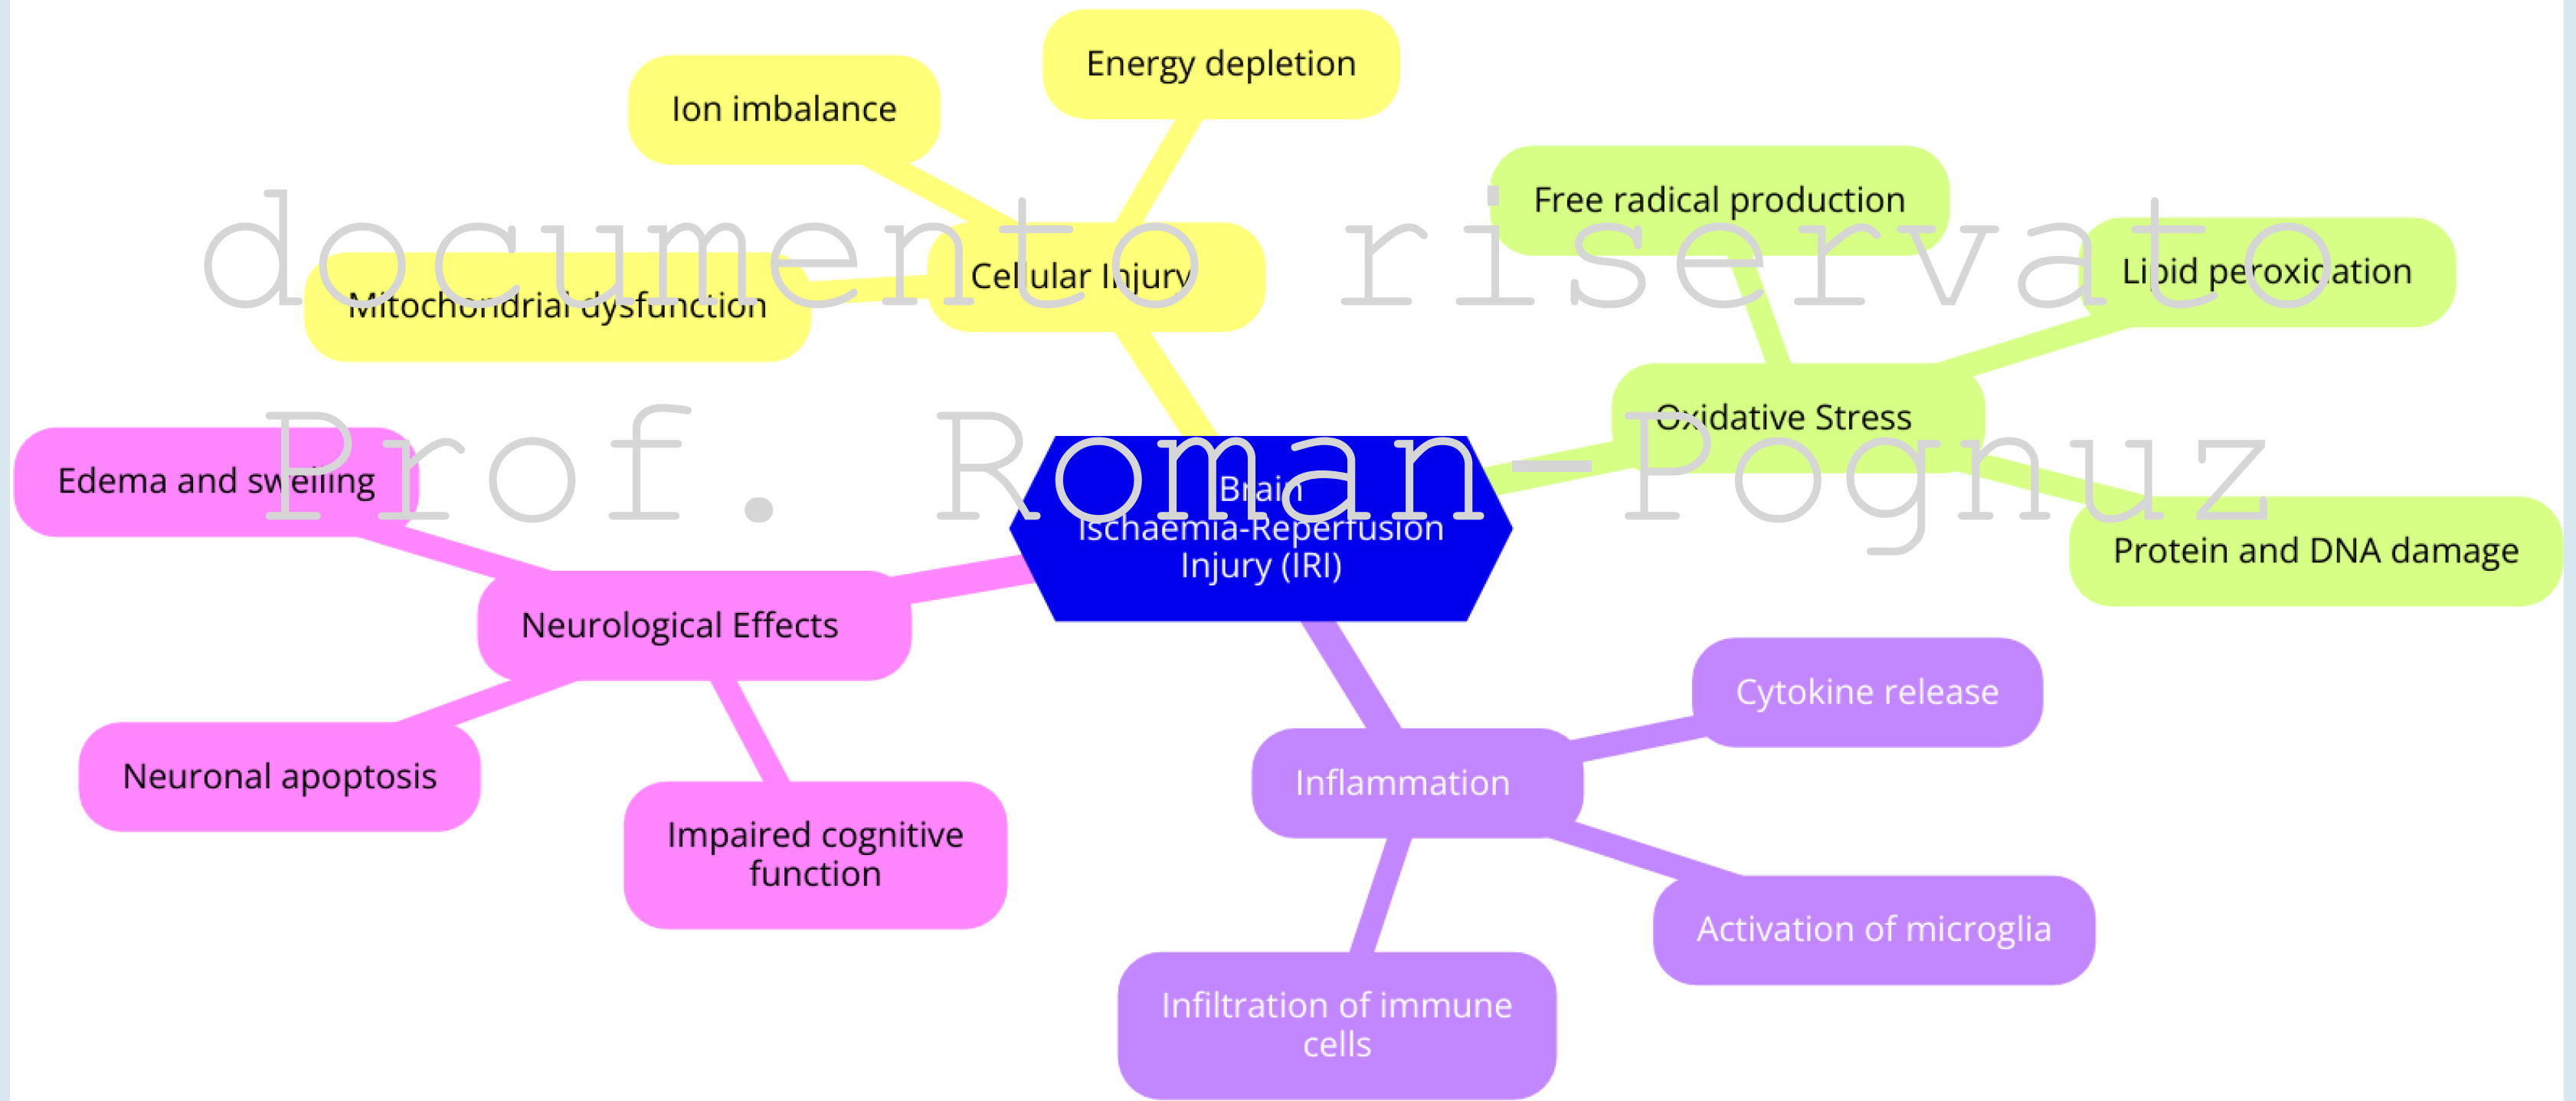 Energy depletion
Ion imbalance
Free radical production
documento riservato
Lipid peroxidation
Cellular Injury
Mitochondrial dysfunction
Oxidative Stress
Prof. Roman-Pognuz
Edema and swelling
Brain
Ischaemia-Reperfusion
Injury (IRI)
Protein and DNA damage
Neurological Effects
Cytokine release
Neuronal apoptosis
Inflammation
Impaired cognitive
function
Activation of microglia
Infiltration of immune
cells